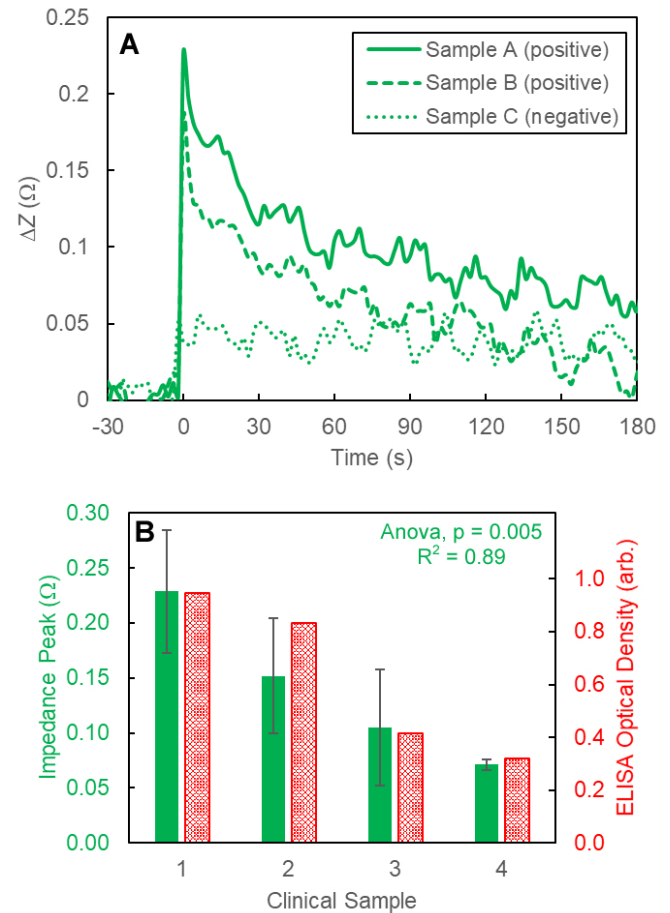 A
Sample A (positive)
Sample B (positive)
Sample C (negative)
ΔZ (Ω)
0.25
0.2
0.15
0.1
0.05
0
-30 0 30 60 90 120 150 180
Time (s)
B
Anova, p = 0.005
R² = 0.89
Impedance Peak (Ω)
0.30
0.25
0.20
0.15
0.10
0.05
0.00
ELISA Optical Density (arb.)
1.0
0.8
0.6
0.4
0.2
0.0
1 2 3 4
Clinical Sample